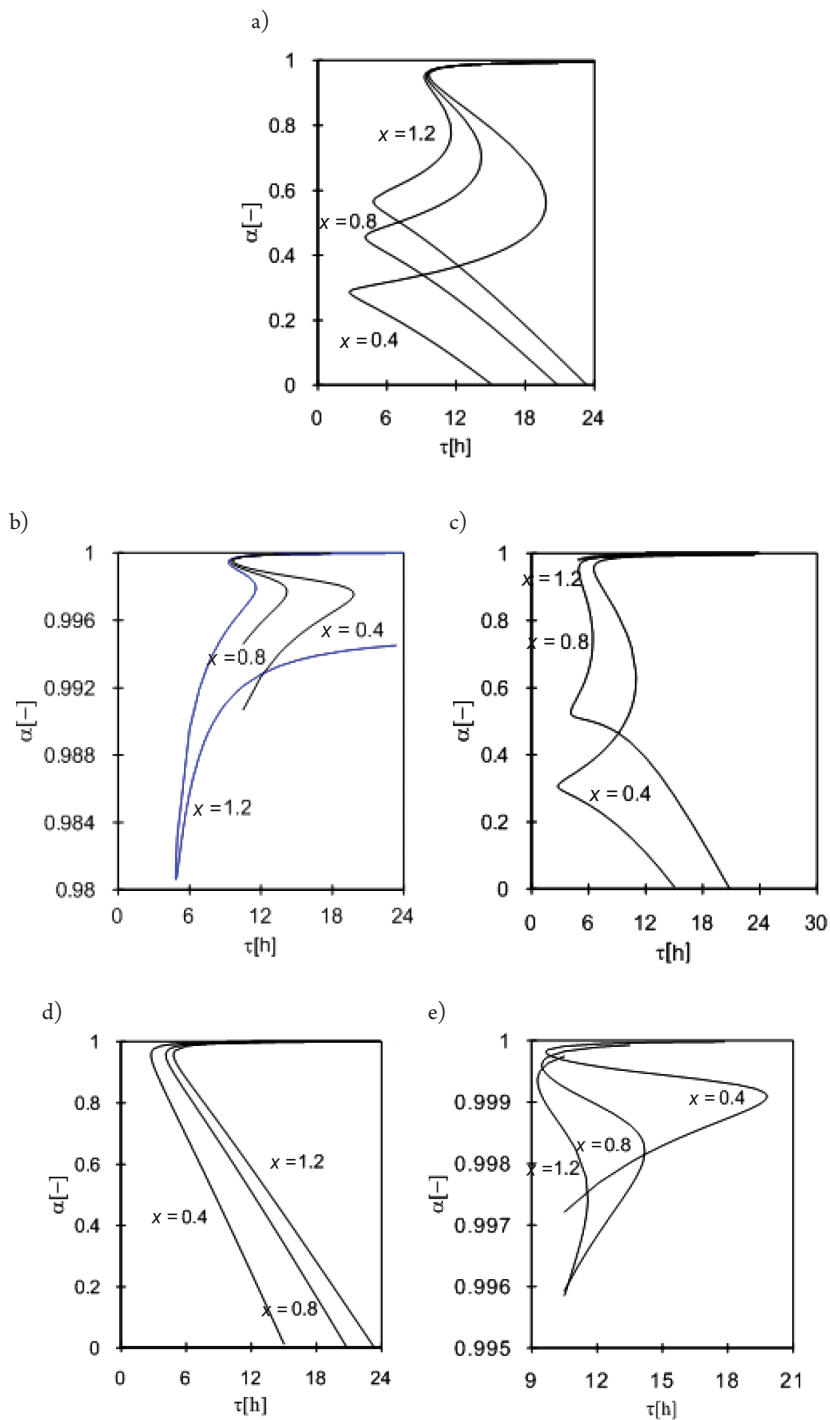 a)
1
0.8
0.6
0.4
0.2
0
α[−]
x = 1.2
x = 0.8
x = 0.4
0 6 12 18 24
τ[h]
b)
1
0.996
0.992
0.988
0.984
0.98
α[−]
x = 0.4
x = 0.8
x = 1.2
0 6 12 18 24
τ[h]
c)
1
0.8
0.6
0.4
0.2
0
α[−]
x = 1.2
x = 0.8
x = 0.4
0 6 12 18 24 30
τ[h]
d)
1
0.8
0.6
0.4
0.2
0
α[−]
x = 1.2
x = 0.4
x = 0.8
0 6 12 18 24
τ[h]
e)
1
0.999
0.998
0.997
0.996
0.995
α[−]
x = 0.4
x = 0.8
x = 1.2
9 12 15 18 21
τ[h]